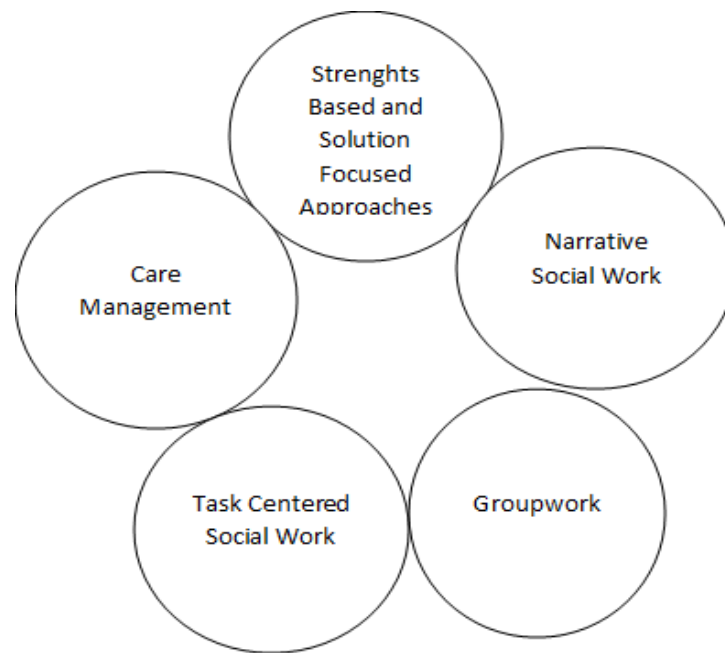 Strenghts
Based and
Solution
Focused
Approaches
Narrative
Social Work
Care
Management
Task Centered
Social Work
Groupwork